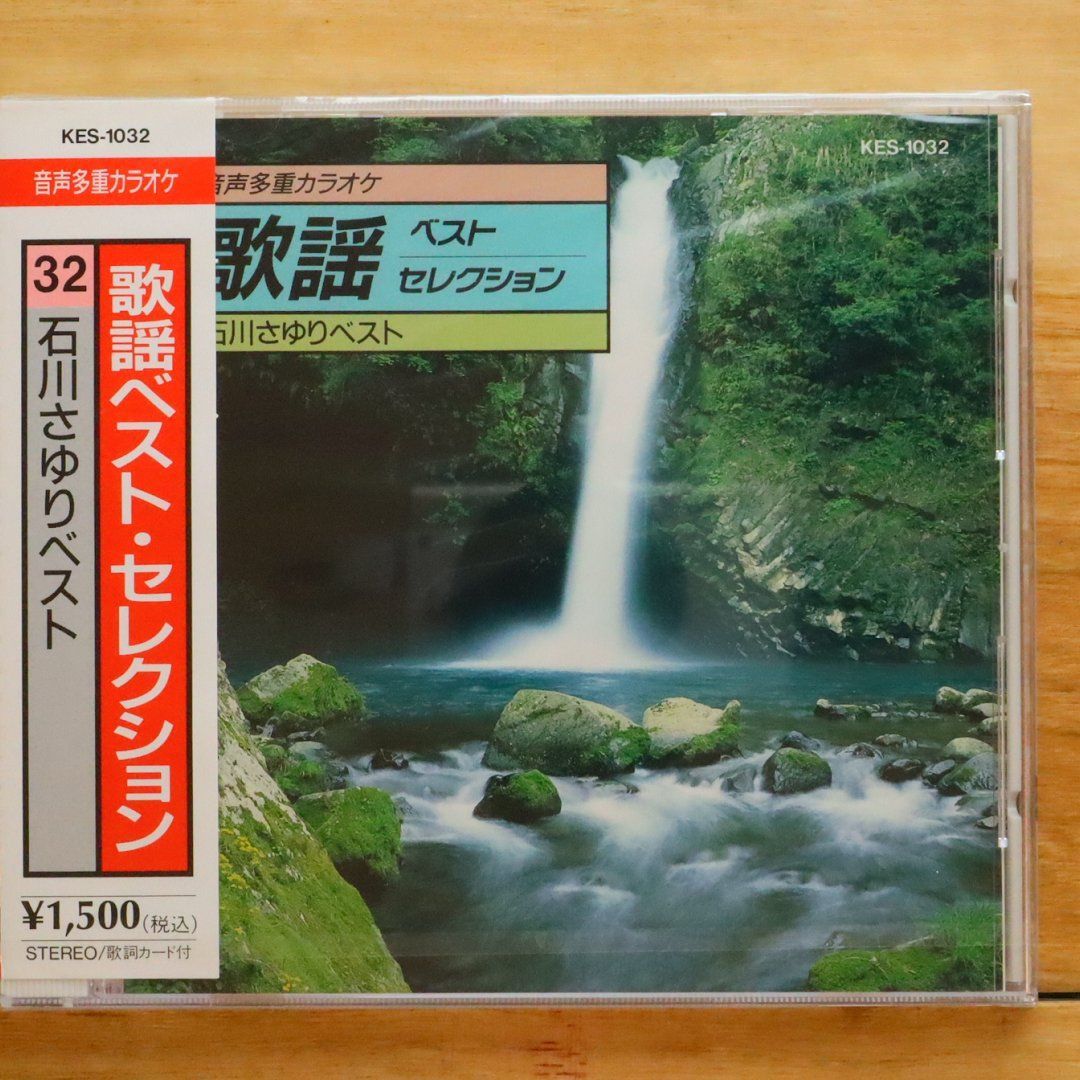 KES-1032
音声多重カラオケ
32
石川さゆりベスト
歌謡ベスト・セレクション
¥1,500(税込)
STEREO/歌詞カード付
KES-1032
音声多重カラオケ
歌謡 ベスト
セレクション
石川さゆりベスト